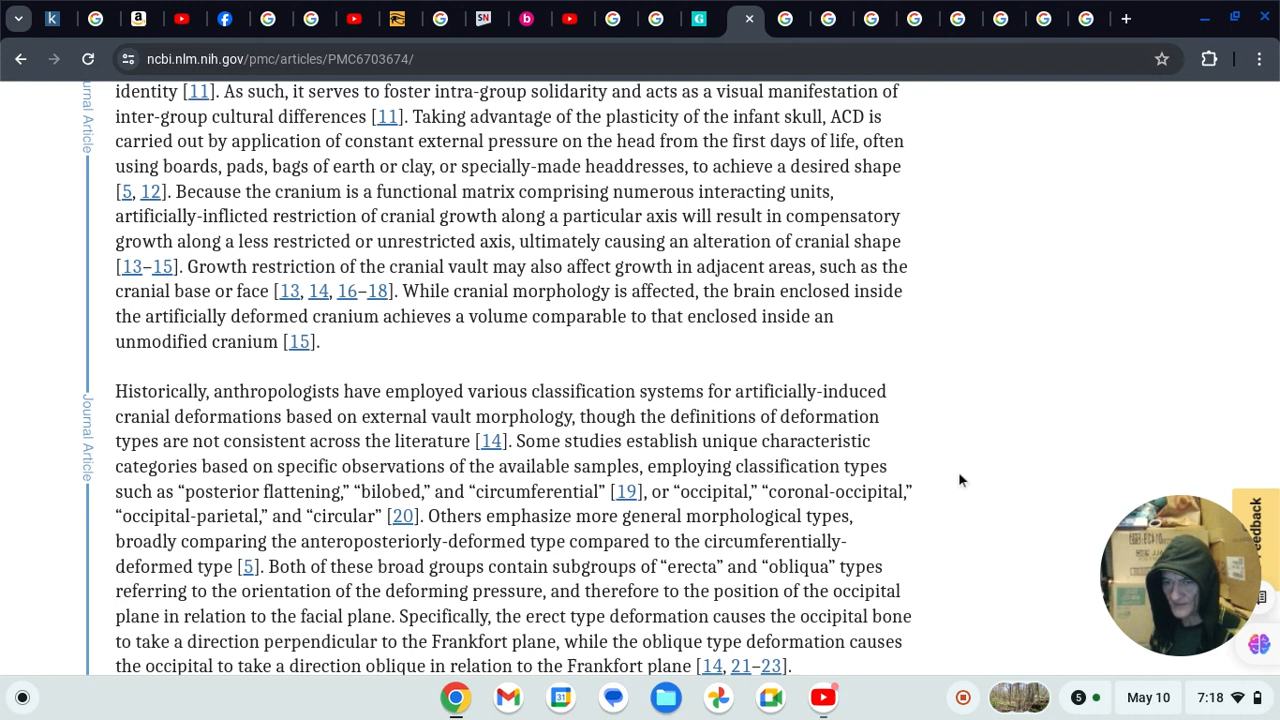 ncbi.nlm.nih.gov/pmc/articles/PMC6703674/
identity [11]. As such, it serves to foster intra-group solidarity and acts as a visual manifestation of
inter-group cultural differences [11]. Taking advantage of the plasticity of the infant skull, ACD is
carried out by application of constant external pressure on the head from the first days of life, often
using boards, pads, bags of earth or clay, or specially-made headdresses, to achieve a desired shape
[5, 12]. Because the cranium is a functional matrix comprising numerous interacting units,
artificially-inflicted restriction of cranial growth along a particular axis will result in compensatory
growth along a less restricted or unrestricted axis, ultimately causing an alteration of cranial shape
[13–15]. Growth restriction of the cranial vault may also affect growth in adjacent areas, such as the
cranial base or face [13, 14, 16–18]. While cranial morphology is affected, the brain enclosed inside
the artificially deformed cranium achieves a volume comparable to that enclosed inside an
unmodified cranium [15].
Historically, anthropologists have employed various classification systems for artificially-induced
cranial deformations based on external vault morphology, though the definitions of deformation
types are not consistent across the literature [14]. Some studies establish unique characteristic
categories based on specific observations of the available samples, employing classification types
such as “posterior flattening,” “bilobed,” and “circumferential” [19], or “occipital,” “coronal-occipital,”
“occipital-parietal,” and “circular” [20]. Others emphasize more general morphological types,
broadly comparing the anteroposteriorly-deformed type compared to the circumferentially-
deformed type [5]. Both of these broad groups contain subgroups of “erecta” and “obliqua” types
referring to the orientation of the deforming pressure, and therefore to the position of the occipital
plane in relation to the facial plane. Specifically, the erect type deformation causes the occipital bone
to take a direction perpendicular to the Frankfort plane, while the oblique type deformation causes
the occipital to take a direction oblique in relation to the Frankfort plane [14, 21–23].
urnal Article
Journal Article
edback
5
May 10
7:18